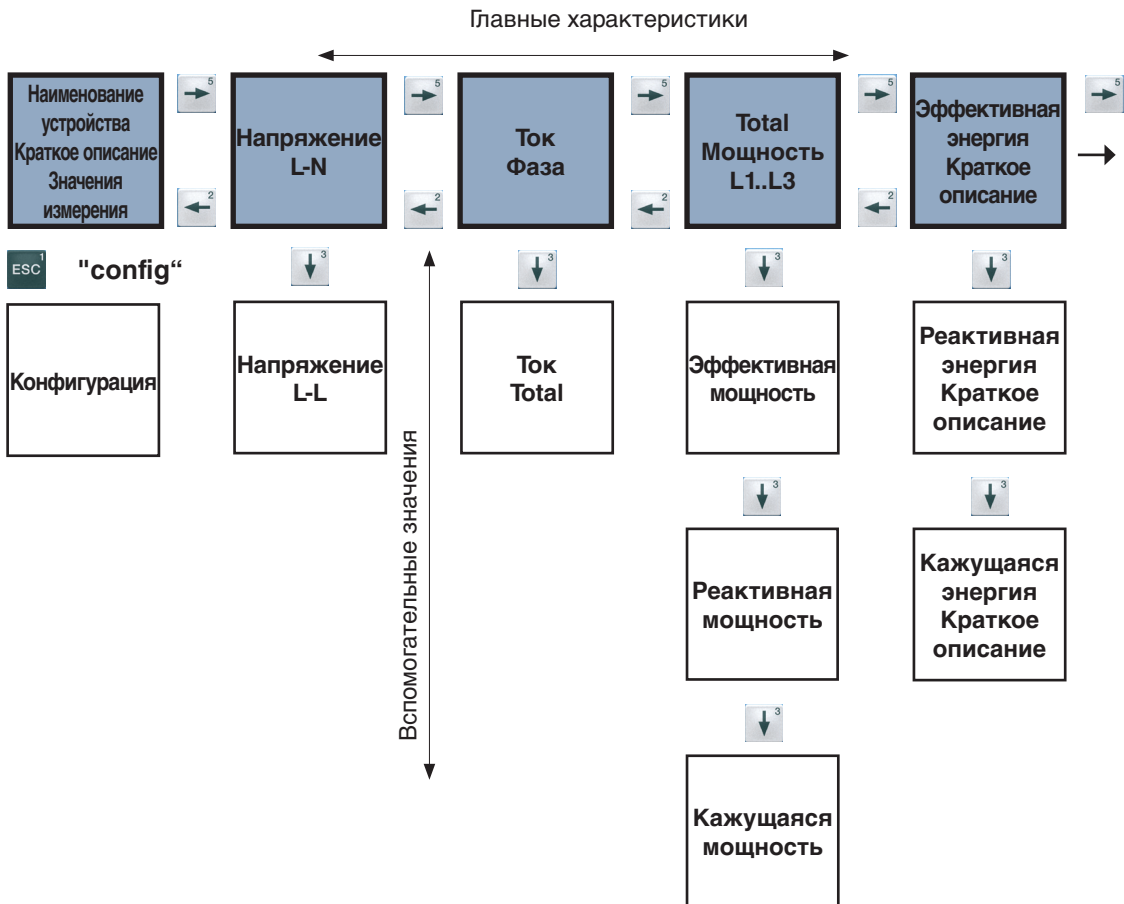 Главные характеристики
Наименование
устройства
Краткое описание
Значения
измерения
5
2
Напряжение
L-N
5
2
Ток
Фаза
5
2
Total
Мощность
L1..L3
5
2
Эффективная
энергия
Краткое
описание
5
ESC 1
"config“
3
3
3
3
Вспомогательные значения
Конфигурация
Напряжение
L-L
Ток
Total
Эффективная
мощность
Реактивная
энергия
Краткое
описание
3
3
Реактивная
мощность
Кажущаяся
энергия
Краткое
описание
3
Кажущаяся
мощность